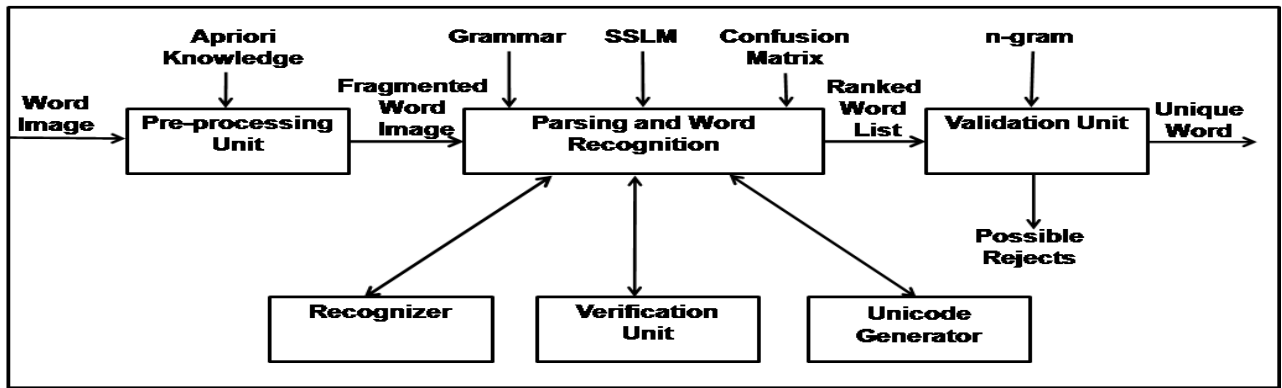 Apriori
Knowledge
Grammar
SSLM
Confusion
Matrix
n-gram
Word
Image
Pre-processing
Unit
Fragmented
Word
Image
Parsing and Word
Recognition
Ranked
Word
List
Validation Unit
Unique
Word
Possible
Rejects
Recognizer
Verification
Unit
Unicode
Generator